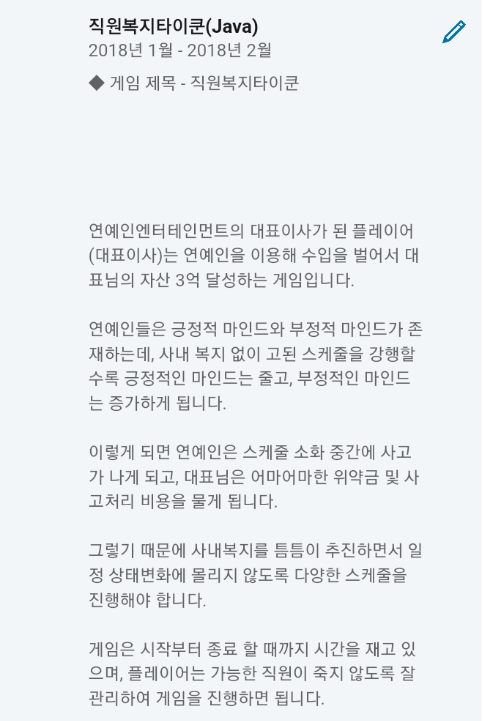 직원복지타이쿤(Java)
2018년 1월 - 2018년 2월
◆ 게임 제목 - 직원복지타이쿤
연예인엔터테인먼트의 대표이사가 된 플레이어
(대표이사)는 연예인을 이용해 수입을 벌어서 대
표님의 자산 3억 달성하는 게임입니다.
연예인들은 긍정적 마인드와 부정적 마인드가 존
재하는데, 사내 복지 없이 고된 스케줄을 강행할
수록 긍정적인 마인드는 줄고, 부정적인 마인드
는 증가하게 됩니다.
이렇게 되면 연예인은 스케줄 소화 중간에 사고
가 나게 되고, 대표님은 어마어마한 위약금 및 사
고처리 비용을 물게 됩니다.
그렇기 때문에 사내복지를 틈틈이 추진하면서 일
정 상태변화에 몰리지 않도록 다양한 스케줄을
진행해야 합니다.
게임은 시작부터 종료 할 때까지 시간을 재고 있
으며, 플레이어는 가능한 직원이 죽지 않도록 잘
관리하여 게임을 진행하면 됩니다.